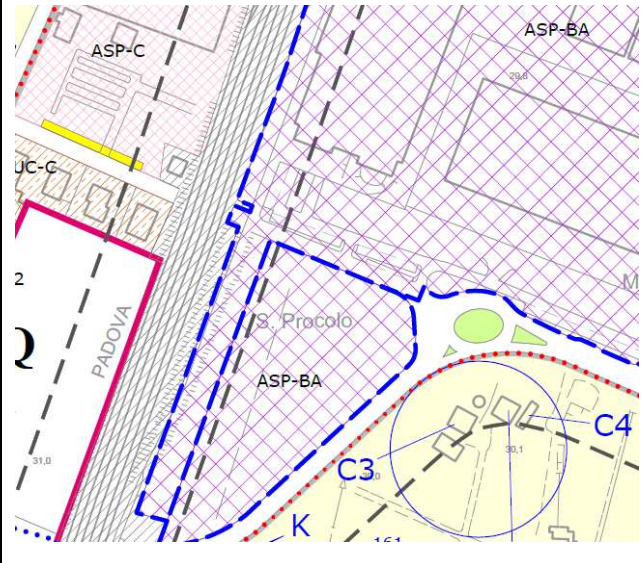 ASP-C
ASP-BA
29,8
UC-C
2
M
Q
PADOVA
S. Procolo
ASP-BA
31,0
C4
C3
30,1
K
161